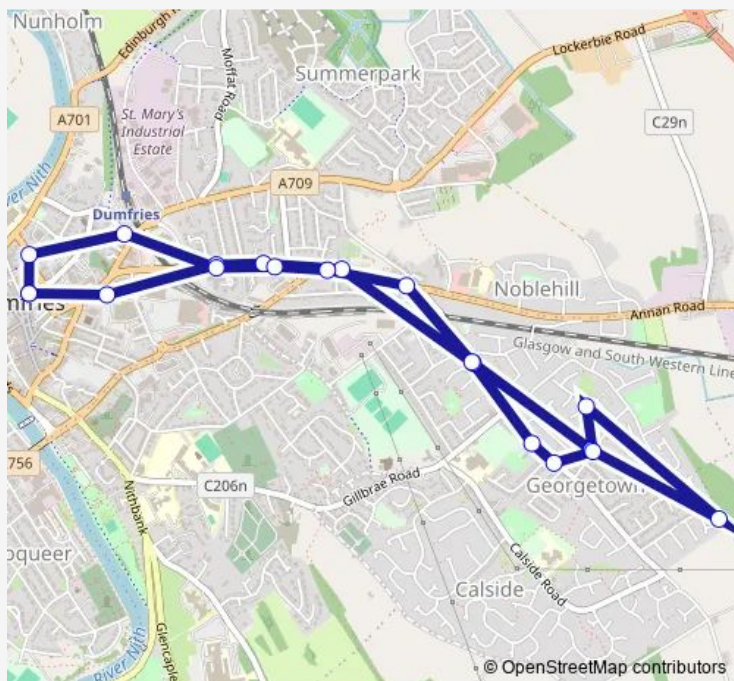 Nunholm
Edinburgh R
Moffat Road
Lockerbie Road
Summerpark
A701
St. Mary's
Industrial
Estate
C29n
A709
River Nith
Dumfries
Noblehill
Annan Road
mfries
Glasgow and South Western Line
A756
C206n
Gillbrae Road
Georgetown
Nithbank
Calside Road
Calside
River Nith
Glencaple
© OpenStreetMap contributors